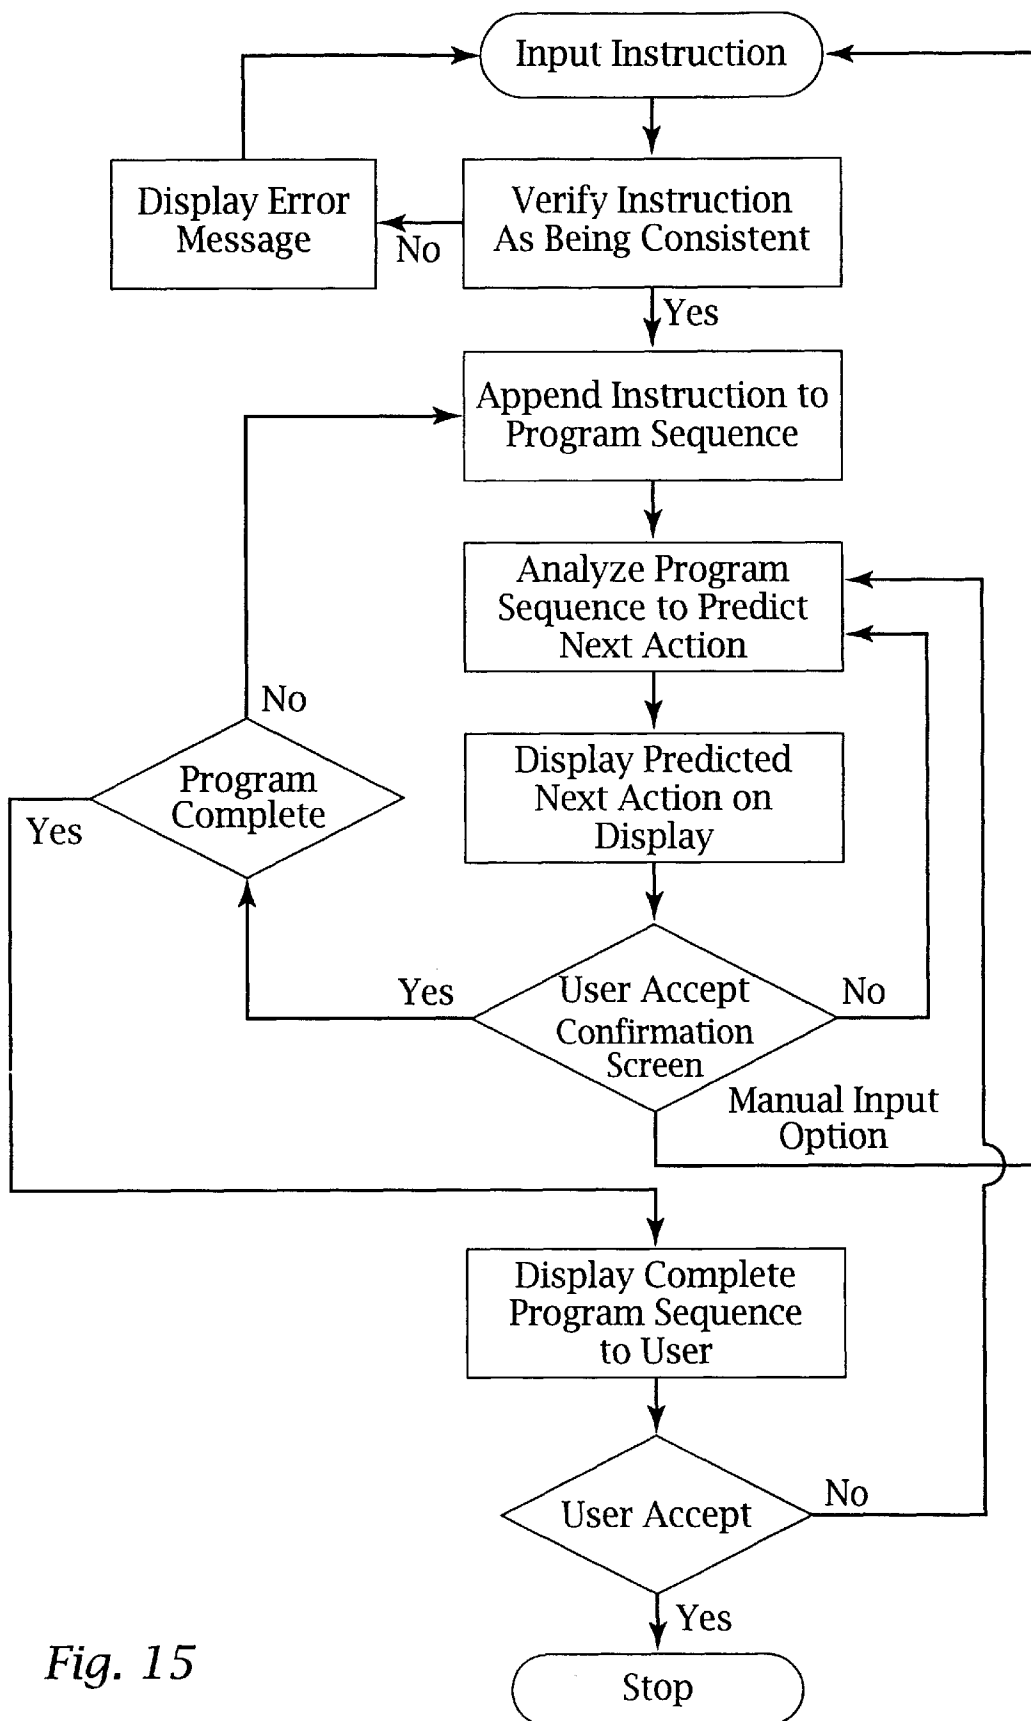 Input Instruction
Display Error
Message
No
Verify Instruction
As Being Consistent
Yes
Append Instruction to
Program Sequence
Analyze Program
Sequence to Predict
Next Action
No
Program
Complete
Yes
Display Predicted
Next Action on
Display
Yes
User Accept
Confirmation
Screen
No
Manual Input
Option
Display Complete
Program Sequence
to User
User Accept
No
Yes
Stop
Fig. 15